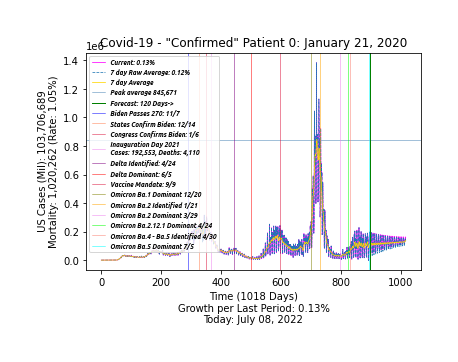 Covid-19 - "Confirmed" Patient 0: January 21, 2020
1e6
1.4
1.2
1.0
0.8
0.6
0.4
0.2
0.0
US Cases (Mil): 103,706,689
Mortality: 1,020,262 (Rate: 1.05%)
Current: 0.13%
7 day Raw Average: 0.12%
7 day Average
Peak average 845,671
Forecast: 120 Days->
Biden Passes 270: 11/7
States Confirm Biden: 12/14
Congress Confirms Biden: 1/6
Inauguration Day 2021
Cases: 192,553, Deaths: 4,110
Delta Identified: 4/24
Delta Dominant: 6/5
Vaccine Mandate: 9/9
Omicron Ba.1 Dominant 12/20
Omicron Ba.2 Identified 1/21
Omicron Ba.2 Dominant 3/29
Omicron Ba.2.12.1 Dominant 4/24
Omicron Ba.4 - Ba.5 Identified 4/30
Omicron Ba.5 Dominant 7/5
0 200 400 600 800 1000
Time (1018 Days)
Growth per Last Period: 0.13%
Today: July 08, 2022